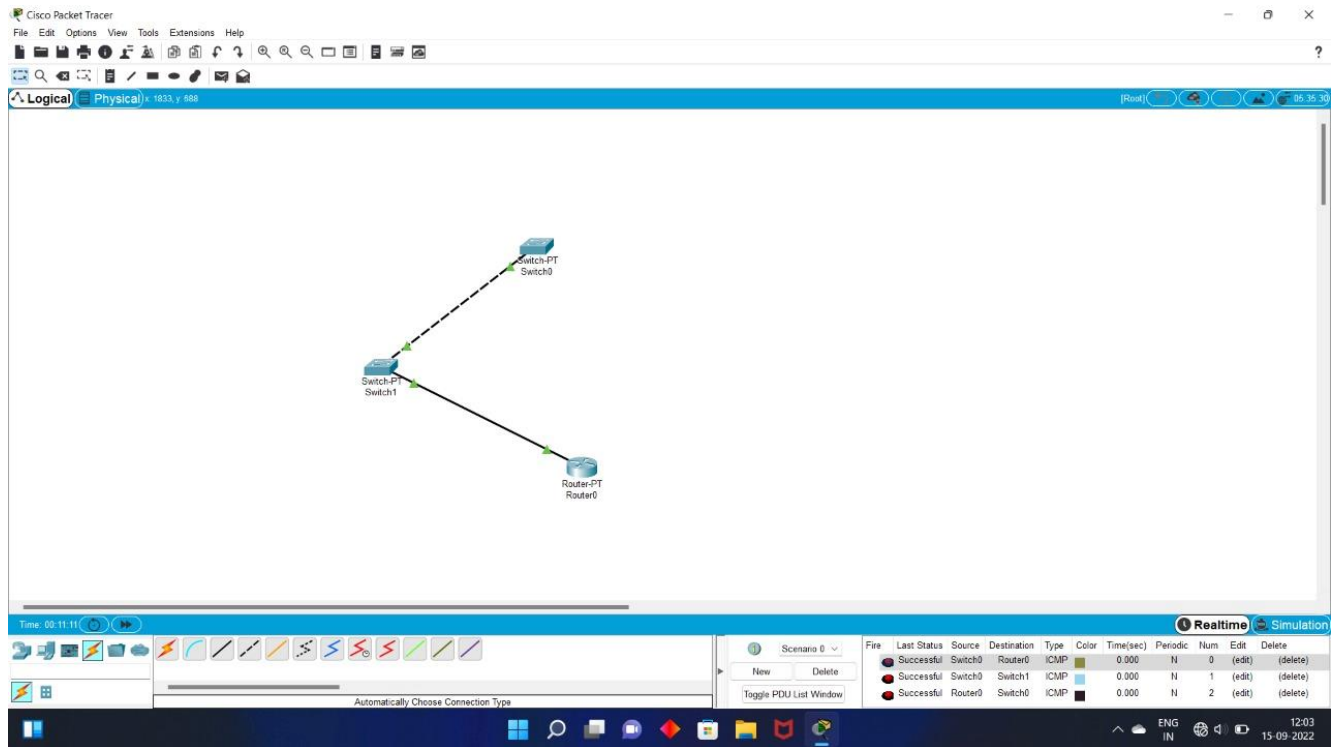 Cisco Packet Tracer
File Edit Options View Tools Extensions Help
?
Logical Physical x: 1833, y: 688 [Root] 05:35:30
Switch-PT
Switch0
Switch-PT
Switch1
Router-PT
Router0
Time: 00:11:11 Realtime Simulation
Scenario 0 Fire Last Status Source Destination Type Color Time(sec) Periodic Num Edit Delete
Successful Switch0 Router0 ICMP 0.000 N 0 (edit) (delete)
New Delete Successful Switch0 Switch1 ICMP 0.000 N 1 (edit) (delete)
Toggle PDU List Window Successful Router0 Switch0 ICMP 0.000 N 2 (edit) (delete)
Automatically Choose Connection Type
ENG 12:03
IN 15-09-2022